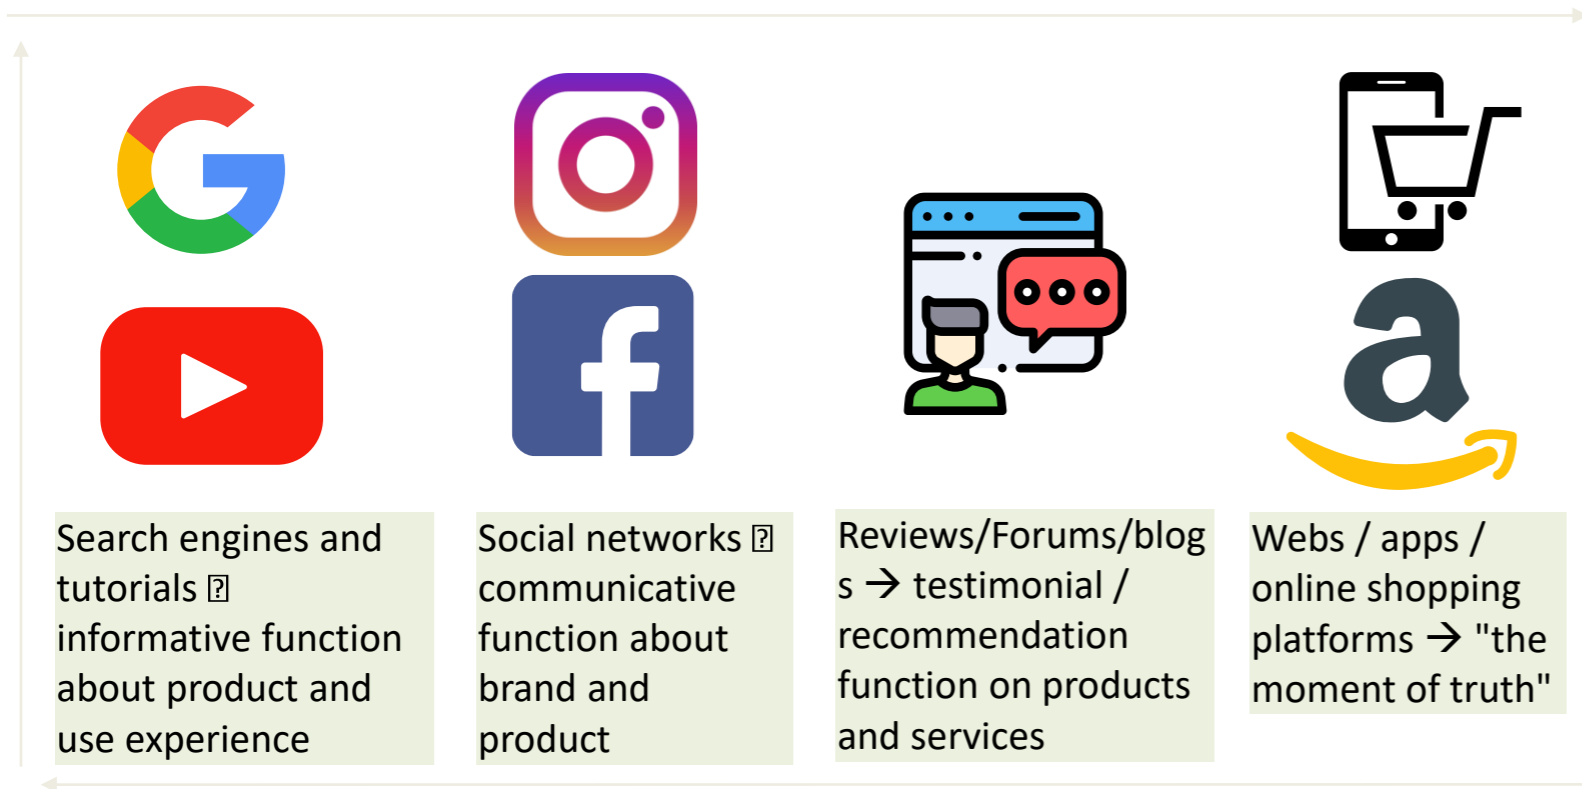 Search engines and
tutorials ⍰
informative function
about product and
use experience
Social networks ⍰
communicative
function about
brand and
product
Reviews/Forums/blog
s → testimonial /
recommendation
function on products
and services
Webs / apps /
online shopping
platforms → "the
moment of truth"